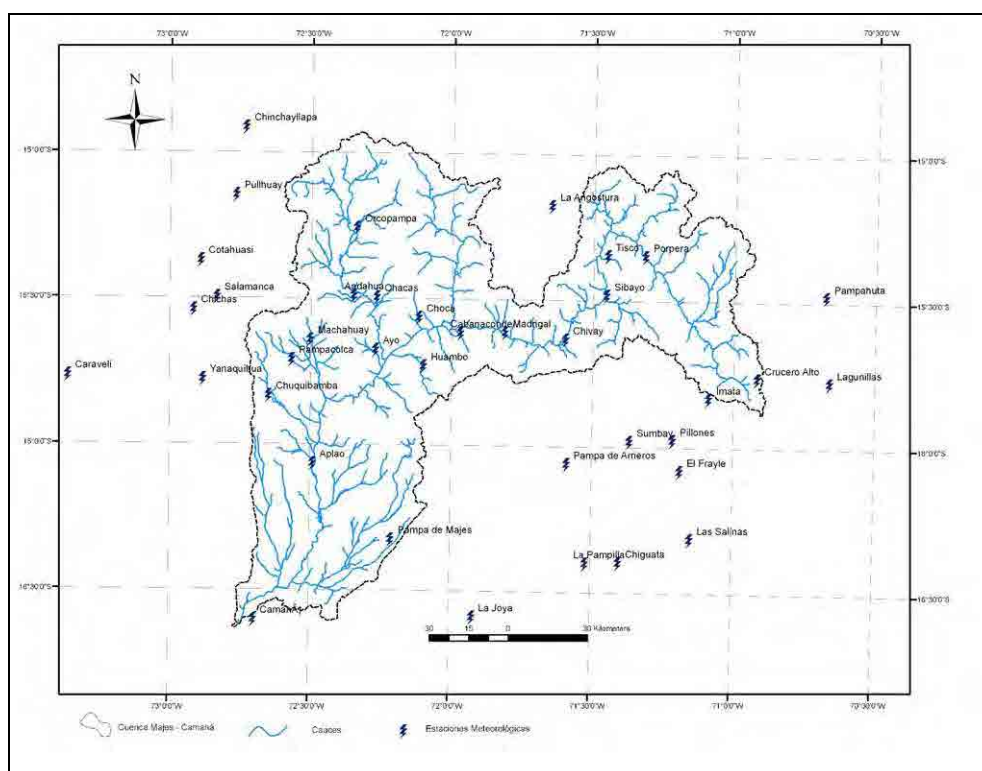 73°0'0"W 72°30'0"W 72°0'0"W 71°30'0"W 71°0'0"W 70°30'0"W
N
Chinchayllapa
15°0'0"S 15°0'0"S
Pullhuay
La Angostura
Orcopampa
Cotahuasi
Tisco Porpera
Salamanca
Andahua Chacas
Sibayo
Pampahuta
15°30'0"S 15°30'0"S
Chichas
Choco
Machahuay
Cabanaconde Madrigal
Chivay
Ayo
Pampacolca
Huambo
Caraveli
Yanaquihua
Crucero Alto
Lagunillas
Chuquibamba
Imata
Sumbay Pillones
16°0'0"S
Aplao
Pampa de Arrieros
El Frayle
Pampa de Majes
Las Salinas
La Pampilla Chiguata
16°30'0"S 16°30'0"S
Camaná
La Joya
30 15 0 30 Kilometers
73°0'0"W 72°30'0"W 72°0'0"W 71°30'0"W 71°0'0"W 70°30'0"W
Cuenca Majes - Camaná Cauces Estaciones Meteorológicas